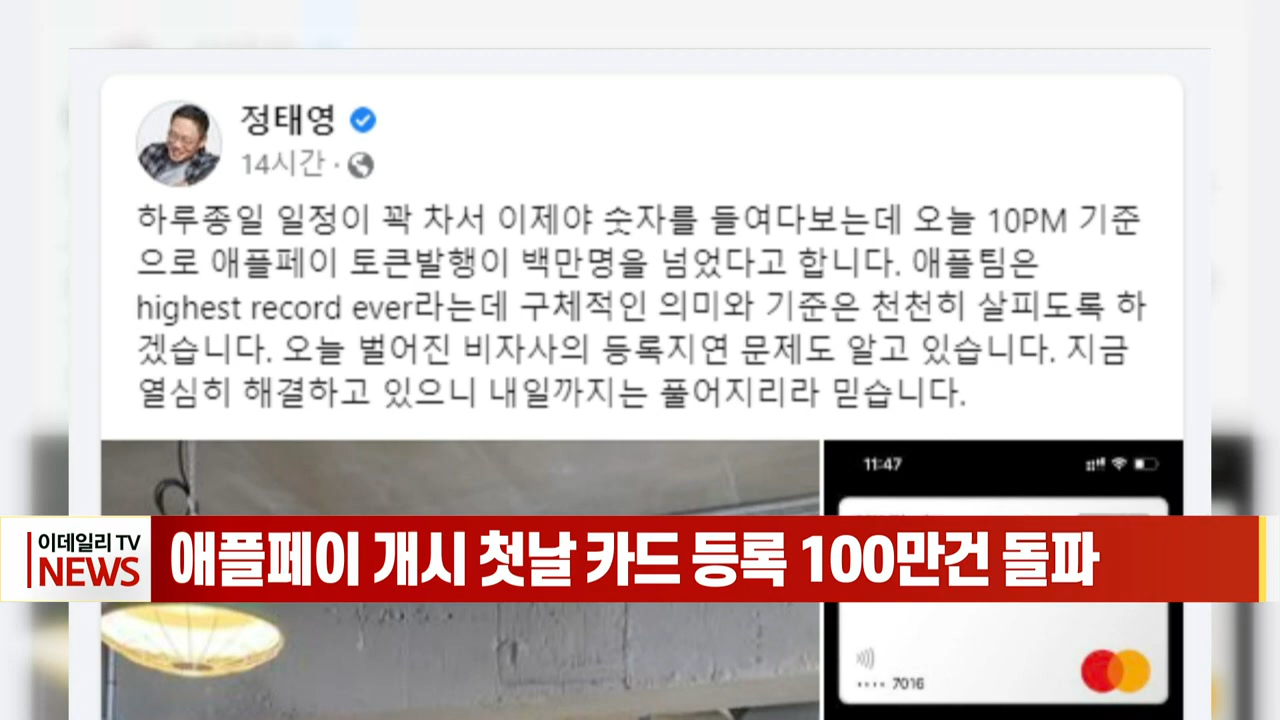 정태영
14시간 ·
하루종일 일정이 꽉 차서 이제야 숫자를 들여다보는데 오늘 10PM 기준
으로 애플페이 토큰발행이 백만명을 넘었다고 합니다. 애플팀은
highest record ever라는데 구체적인 의미와 기준은 천천히 살피도록 하
겠습니다. 오늘 벌어진 비자사의 등록지연 문제도 알고 있습니다. 지금
열심히 해결하고 있으니 내일까지는 풀어지리라 믿습니다.
11:47
이데일리 TV
NEWS
애플페이 개시 첫날 카드 등록 100만건 돌파
•••• 7016